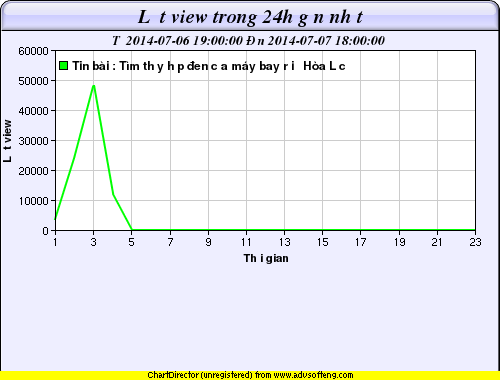 L t view trong 24h g n nh t
T 2014-07-06 19:00:00 Đ n 2014-07-07 18:00:00
60000
50000
40000
30000
20000
10000
0
L t view
Tin bài : Tìm th y h p đen c a máy bay r i Hòa L c
1 3 5 7 9 11 13 15 17 19 21 23
Th i gian
ChartDirector (unregistered) from www.advsofteng.com